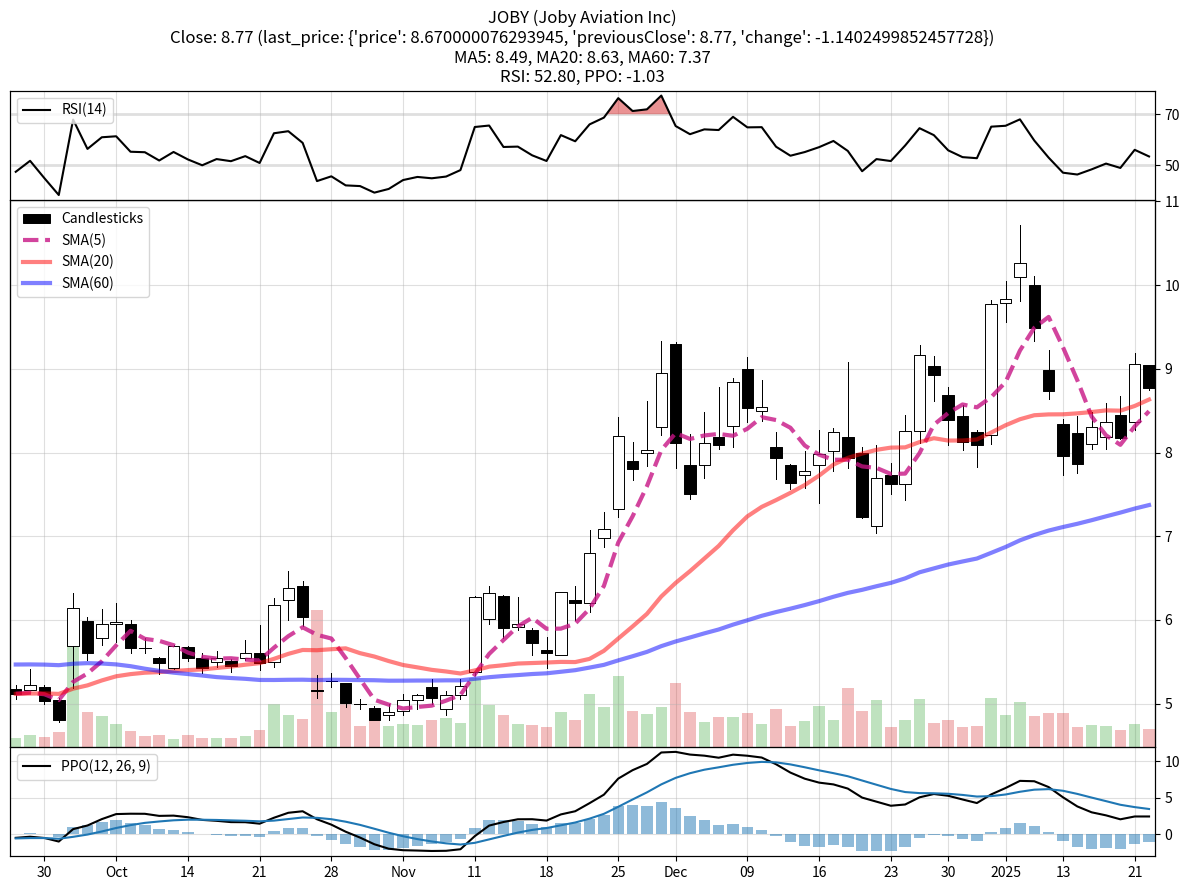 JOBY (Joby Aviation Inc)
Close: 8.77 (last_price: {'price': 8.670000076293945, 'previousClose': 8.77, 'change': -1.1402499852457728})
MA5: 8.49, MA20: 8.63, MA60: 7.37
RSI: 52.80, PPO: -1.03
RSI(14)
70
50
11
Candlesticks
SMA(5)
SMA(20)
SMA(60)
10
9
8
7
6
5
PPO(12, 26, 9)
10
5
0
30 Oct 14 21 28 Nov 11 18 25 Dec 09 16 23 30 2025 13 21